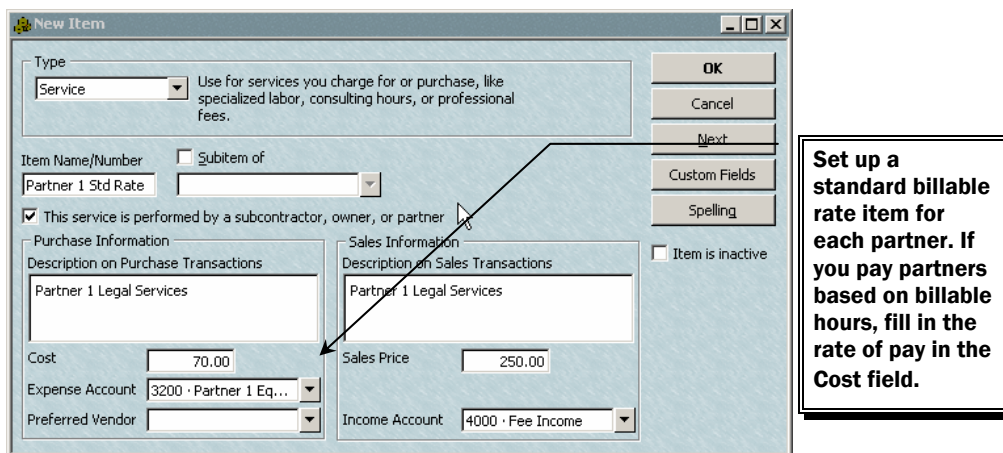 New Item
Type
Service
Use for services you charge for or purchase, like
specialized labor, consulting hours, or professional
fees.
OK
Cancel
Next
Custom Fields
Spelling
Item is inactive
Item Name/Number
Subitem of
Partner 1 Std Rate
This service is performed by a subcontractor, owner, or partner
Purchase Information
Description on Purchase Transactions
Partner 1 Legal Services
Cost
70.00
Expense Account
3200 · Partner 1 Eq...
Preferred Vendor
Sales Information
Description on Sales Transactions
Partner 1 Legal Services
Sales Price
250.00
Income Account
4000 · Fee Income
Set up a
standard billable
rate item for
each partner. If
you pay partners
based on billable
hours, fill in the
rate of pay in the
Cost field.